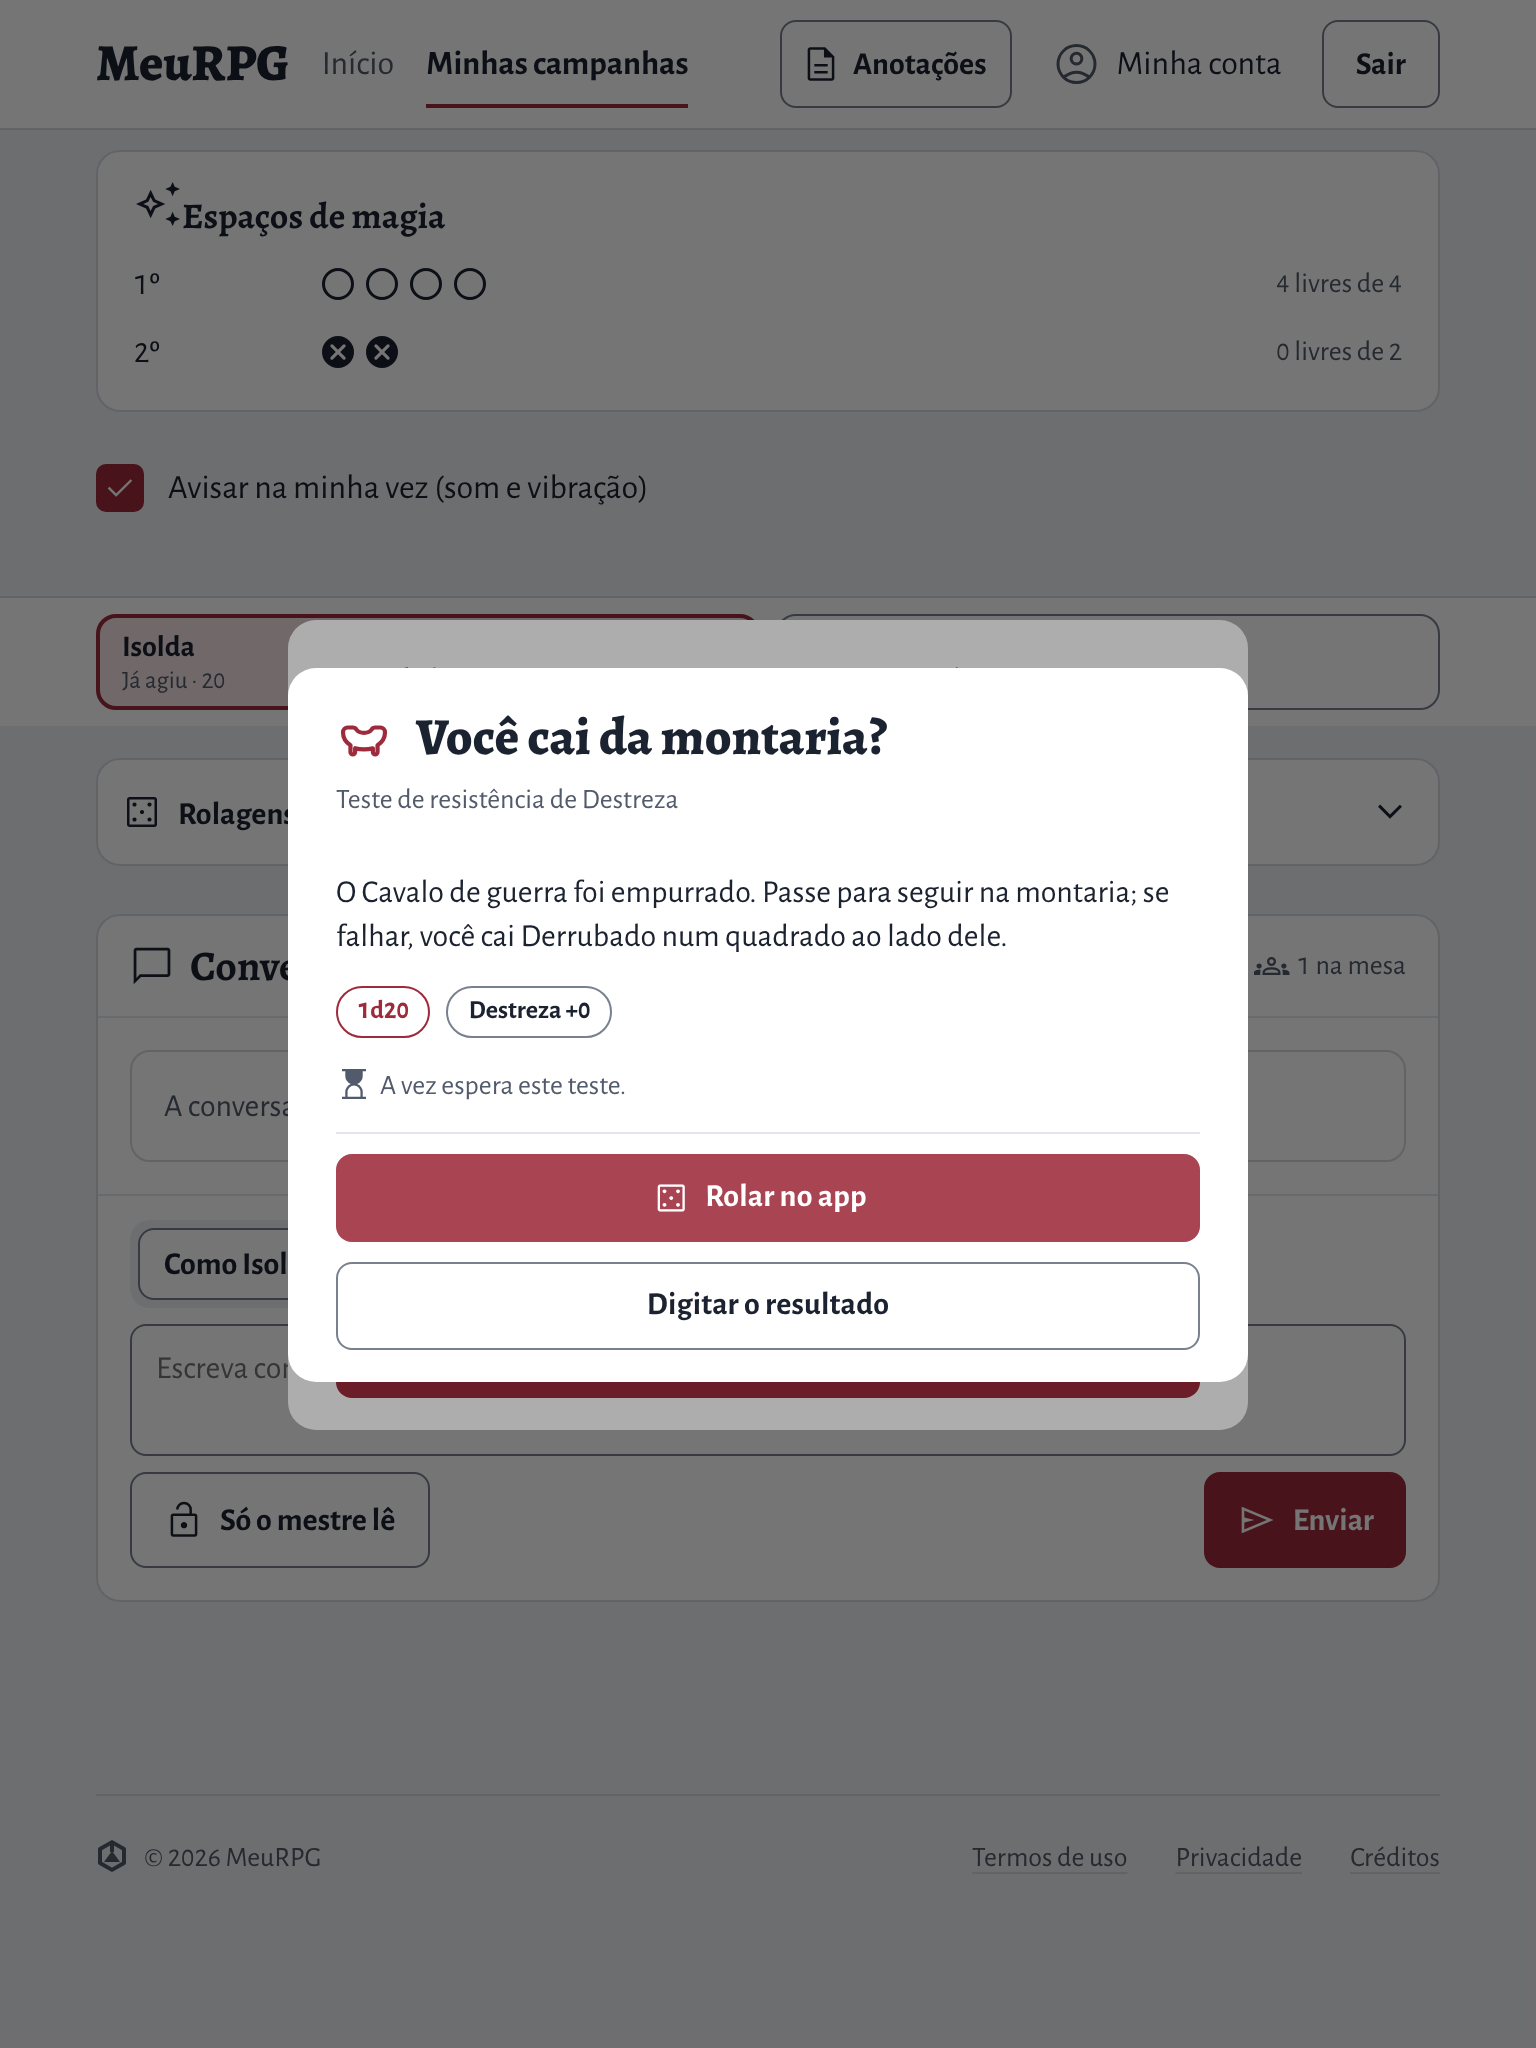 MeuRPG Início Minhas campanhas Anotações Minha conta Sair
Espaços de magia
1º 4 livres de 4
2º 0 livres de 2
Avisar na minha vez (som e vibração)
Isolda
Já agiu · 20
Você cai da montaria?
Teste de resistência de Destreza
Rolagens
O Cavalo de guerra foi empurrado. Passe para seguir na montaria; se
falhar, você cai Derrubado num quadrado ao lado dele.
1 na mesa
1d20 Destreza +0
A vez espera este teste.
A
Rolar no app
Como
Digitar o resultado
Escreva
Só o mestre lê Enviar
© 2026 MeuRPG Termos de uso Privacidade Créditos